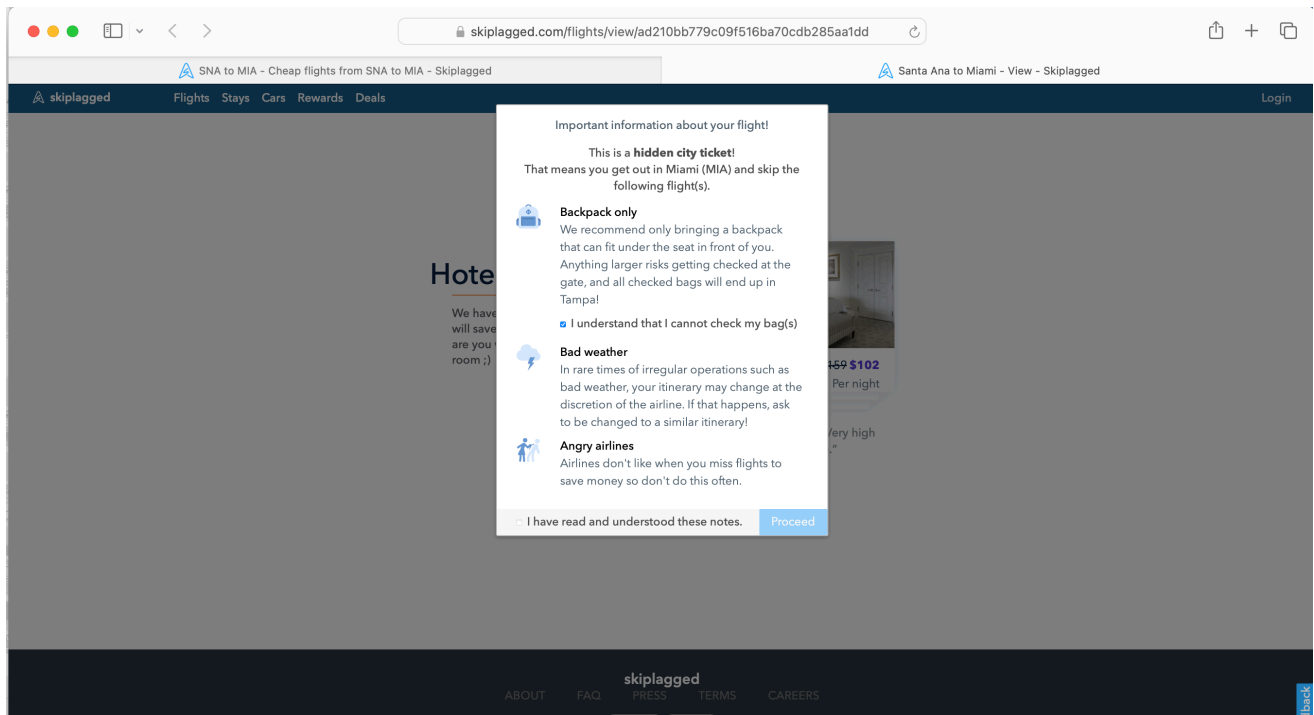 skiplagged.com/flights/view/ad210bb779c09f516ba70cdb285aa1dd
SNA to MIA - Cheap flights from SNA to MIA - Skiplagged
Santa Ana to Miami - View - Skiplagged
skiplagged Flights Stays Cars Rewards Deals Login
Important information about your flight!
This is a hidden city ticket!
That means you get out in Miami (MIA) and skip the
following flight(s).
Backpack only
We recommend only bringing a backpack
that can fit under the seat in front of you.
Anything larger risks getting checked at the
gate, and all checked bags will end up in
Tampa!
I understand that I cannot check my bag(s)
Bad weather
In rare times of irregular operations such as
bad weather, your itinerary may change at the
discretion of the airline. If that happens, ask
to be changed to a similar itinerary!
Angry airlines
Airlines don't like when you miss flights to
save money so don't do this often.
I have read and understood these notes. Proceed
Hote
We have
will save
are you
room ;)
159 $102
Per night
Very high
."
skiplagged
ABOUT FAQ PRESS TERMS CAREERS
lback